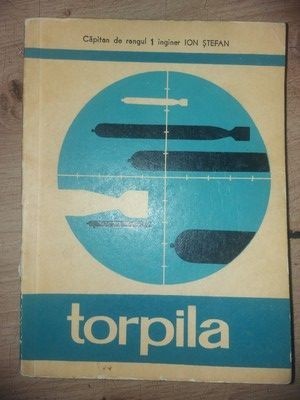 Căpitan de rangul 1 inginer ION ŞTEFAN
torpila